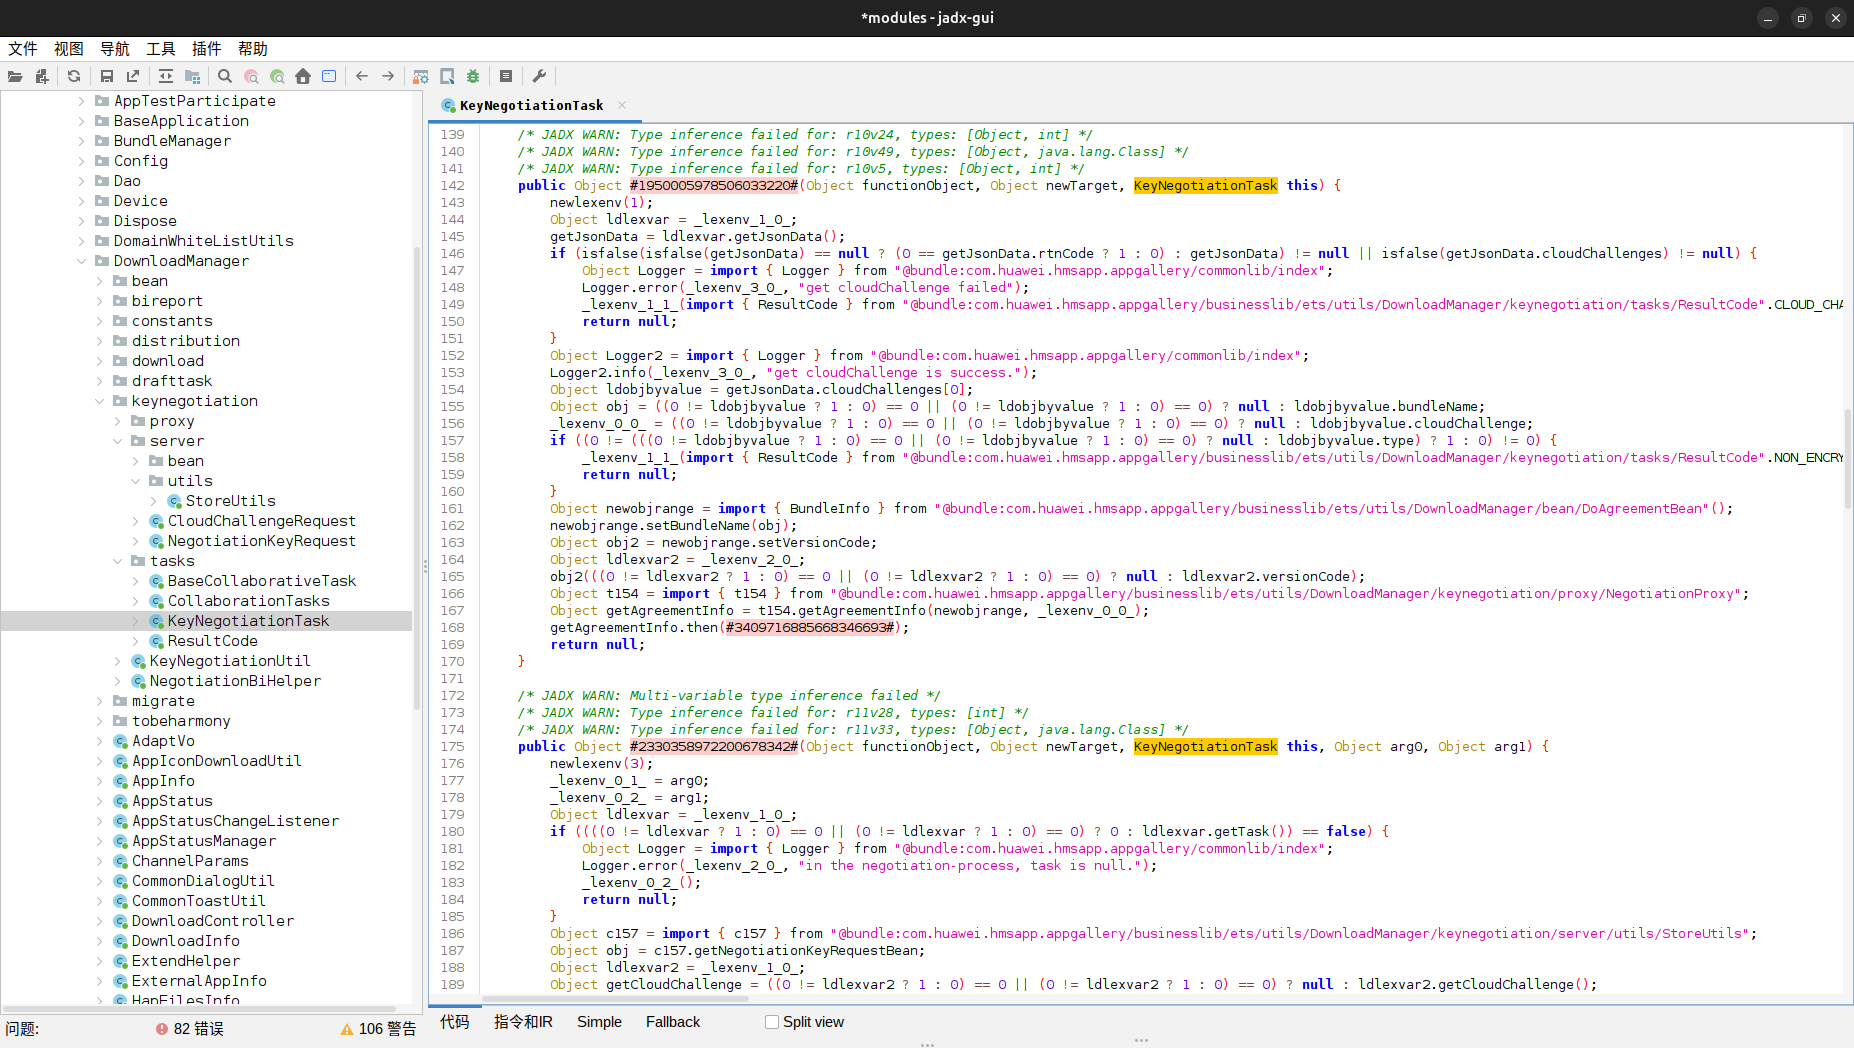 *modules - jadx-gui
文件 视图 导航 工具 插件 帮助
AppTestParticipate
BaseApplication
BundleManager
Config
Dao
Device
Dispose
DomainWhiteListUtils
DownloadManager
bean
bireport
constants
distribution
download
drafttask
keynegotiation
proxy
server
bean
utils
StoreUtils
CloudChallengeRequest
NegotiationKeyRequest
tasks
BaseCollaborativeTask
CollaborationTasks
KeyNegotiationTask
ResultCode
KeyNegotiationUtil
NegotiationBiHelper
migrate
tobeharmony
AdaptVo
AppIconDownloadUtil
AppInfo
AppStatus
AppStatusChangeListener
AppStatusManager
ChannelParams
CommonDialogUtil
CommonToastUtil
DownloadController
DownloadInfo
ExtendHelper
ExternalAppInfo
HapFilesInfo
问题: 82 错误 106 警告
KeyNegotiationTask
139 /* JADX WARN: Type inference failed for: r10v24, types: [Object, int] */
140 /* JADX WARN: Type inference failed for: r10v49, types: [Object, java.lang.Class] */
141 /* JADX WARN: Type inference failed for: r10v5, types: [Object, int] */
142 public Object #1950005978506033220#(Object functionObject, Object newTarget, KeyNegotiationTask this) {
143 newlexenv(1);
144 Object ldlexvar = _lexenv_1_0_;
145 getJsonData = ldlexvar.getJsonData();
146 if (isfalse(isfalse(getJsonData) == null ? (0 == getJsonData.rtnCode ? 1 : 0) : getJsonData) != null || isfalse(getJsonData.cloudChallenges) != null) {
147 Object Logger = import { Logger } from "@bundle:com.huawei.hmsapp.appgallery/commonlib/index";
148 Logger.error(_lexenv_3_0_, "get cloudChallenge failed");
149 _lexenv_1_1_(import { ResultCode } from "@bundle:com.huawei.hmsapp.appgallery/businesslib/ets/utils/DownloadManager/keynegotiation/tasks/ResultCode".CLOUD_CHA
150 return null;
151 }
152 Object Logger2 = import { Logger } from "@bundle:com.huawei.hmsapp.appgallery/commonlib/index";
153 Logger2.info(_lexenv_3_0_, "get cloudChallenge is success.");
154 Object ldobjbyvalue = getJsonData.cloudChallenges[0];
155 Object obj = ((0 != ldobjbyvalue ? 1 : 0) == 0 || (0 != ldobjbyvalue ? 1 : 0) == 0) ? null : ldobjbyvalue.bundleName;
156 _lexenv_0_0_ = ((0 != ldobjbyvalue ? 1 : 0) == 0 || (0 != ldobjbyvalue ? 1 : 0) == 0) ? null : ldobjbyvalue.cloudChallenge;
157 if ((0 != (((0 != ldobjbyvalue ? 1 : 0) == 0 || (0 != ldobjbyvalue ? 1 : 0) == 0) ? null : ldobjbyvalue.type) ? 1 : 0) != 0) {
158 _lexenv_1_1_(import { ResultCode } from "@bundle:com.huawei.hmsapp.appgallery/businesslib/ets/utils/DownloadManager/keynegotiation/tasks/ResultCode".NON_ENCRY
159 return null;
160 }
161 Object newobjrange = import { BundleInfo } from "@bundle:com.huawei.hmsapp.appgallery/businesslib/ets/utils/DownloadManager/bean/DoAgreementBean"();
162 newobjrange.setBundleName(obj);
163 Object obj2 = newobjrange.setVersionCode;
164 Object ldlexvar2 = _lexenv_2_0_;
165 obj2(((0 != ldlexvar2 ? 1 : 0) == 0 || (0 != ldlexvar2 ? 1 : 0) == 0) ? null : ldlexvar2.versionCode);
166 Object t154 = import { t154 } from "@bundle:com.huawei.hmsapp.appgallery/businesslib/ets/utils/DownloadManager/keynegotiation/proxy/NegotiationProxy";
167 Object getAgreementInfo = t154.getAgreementInfo(newobjrange, _lexenv_0_0_);
168 getAgreementInfo.then(#3409716885668346693#);
169 return null;
170 }
171
172 /* JADX WARN: Multi-variable type inference failed */
173 /* JADX WARN: Type inference failed for: r11v28, types: [int] */
174 /* JADX WARN: Type inference failed for: r11v33, types: [Object, java.lang.Class] */
175 public Object #2330358972200678342#(Object functionObject, Object newTarget, KeyNegotiationTask this, Object arg0, Object arg1) {
176 newlexenv(3);
177 _lexenv_0_1_ = arg0;
178 _lexenv_0_2_ = arg1;
179 Object ldlexvar = _lexenv_1_0_;
180 if ((((0 != ldlexvar ? 1 : 0) == 0 || (0 != ldlexvar ? 1 : 0) == 0) ? 0 : ldlexvar.getTask()) == false) {
181 Object Logger = import { Logger } from "@bundle:com.huawei.hmsapp.appgallery/commonlib/index";
182 Logger.error(_lexenv_2_0_, "in the negotiation-process, task is null.");
183 _lexenv_0_2_();
184 return null;
185 }
186 Object c157 = import { c157 } from "@bundle:com.huawei.hmsapp.appgallery/businesslib/ets/utils/DownloadManager/keynegotiation/server/utils/StoreUtils";
187 Object obj = c157.getNegotiationKeyRequestBean;
188 Object ldlexvar2 = _lexenv_1_0_;
189 Object getCloudChallenge = ((0 != ldlexvar2 ? 1 : 0) == 0 || (0 != ldlexvar2 ? 1 : 0) == 0) ? null : ldlexvar2.getCloudChallenge();
代码 指令和IR Simple Fallback Split view